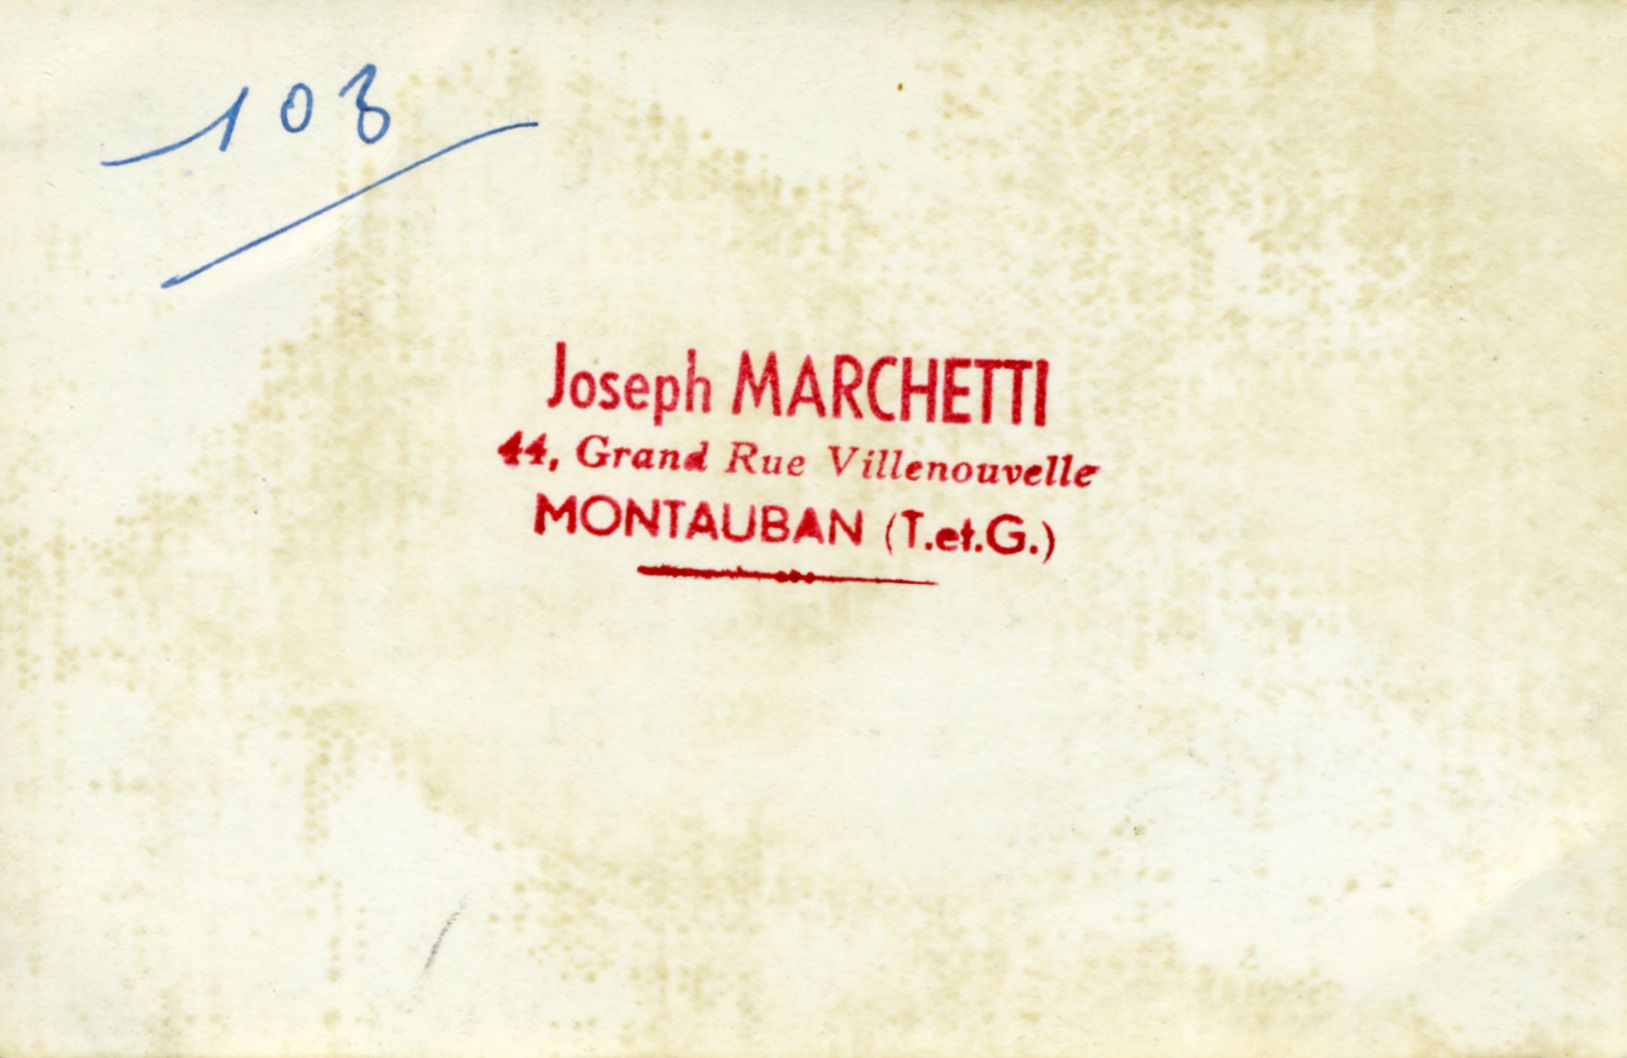 108
Joseph MARCHETTI
44, Grand Rue Villenouvelle
MONTAUBAN (T.et.G.)